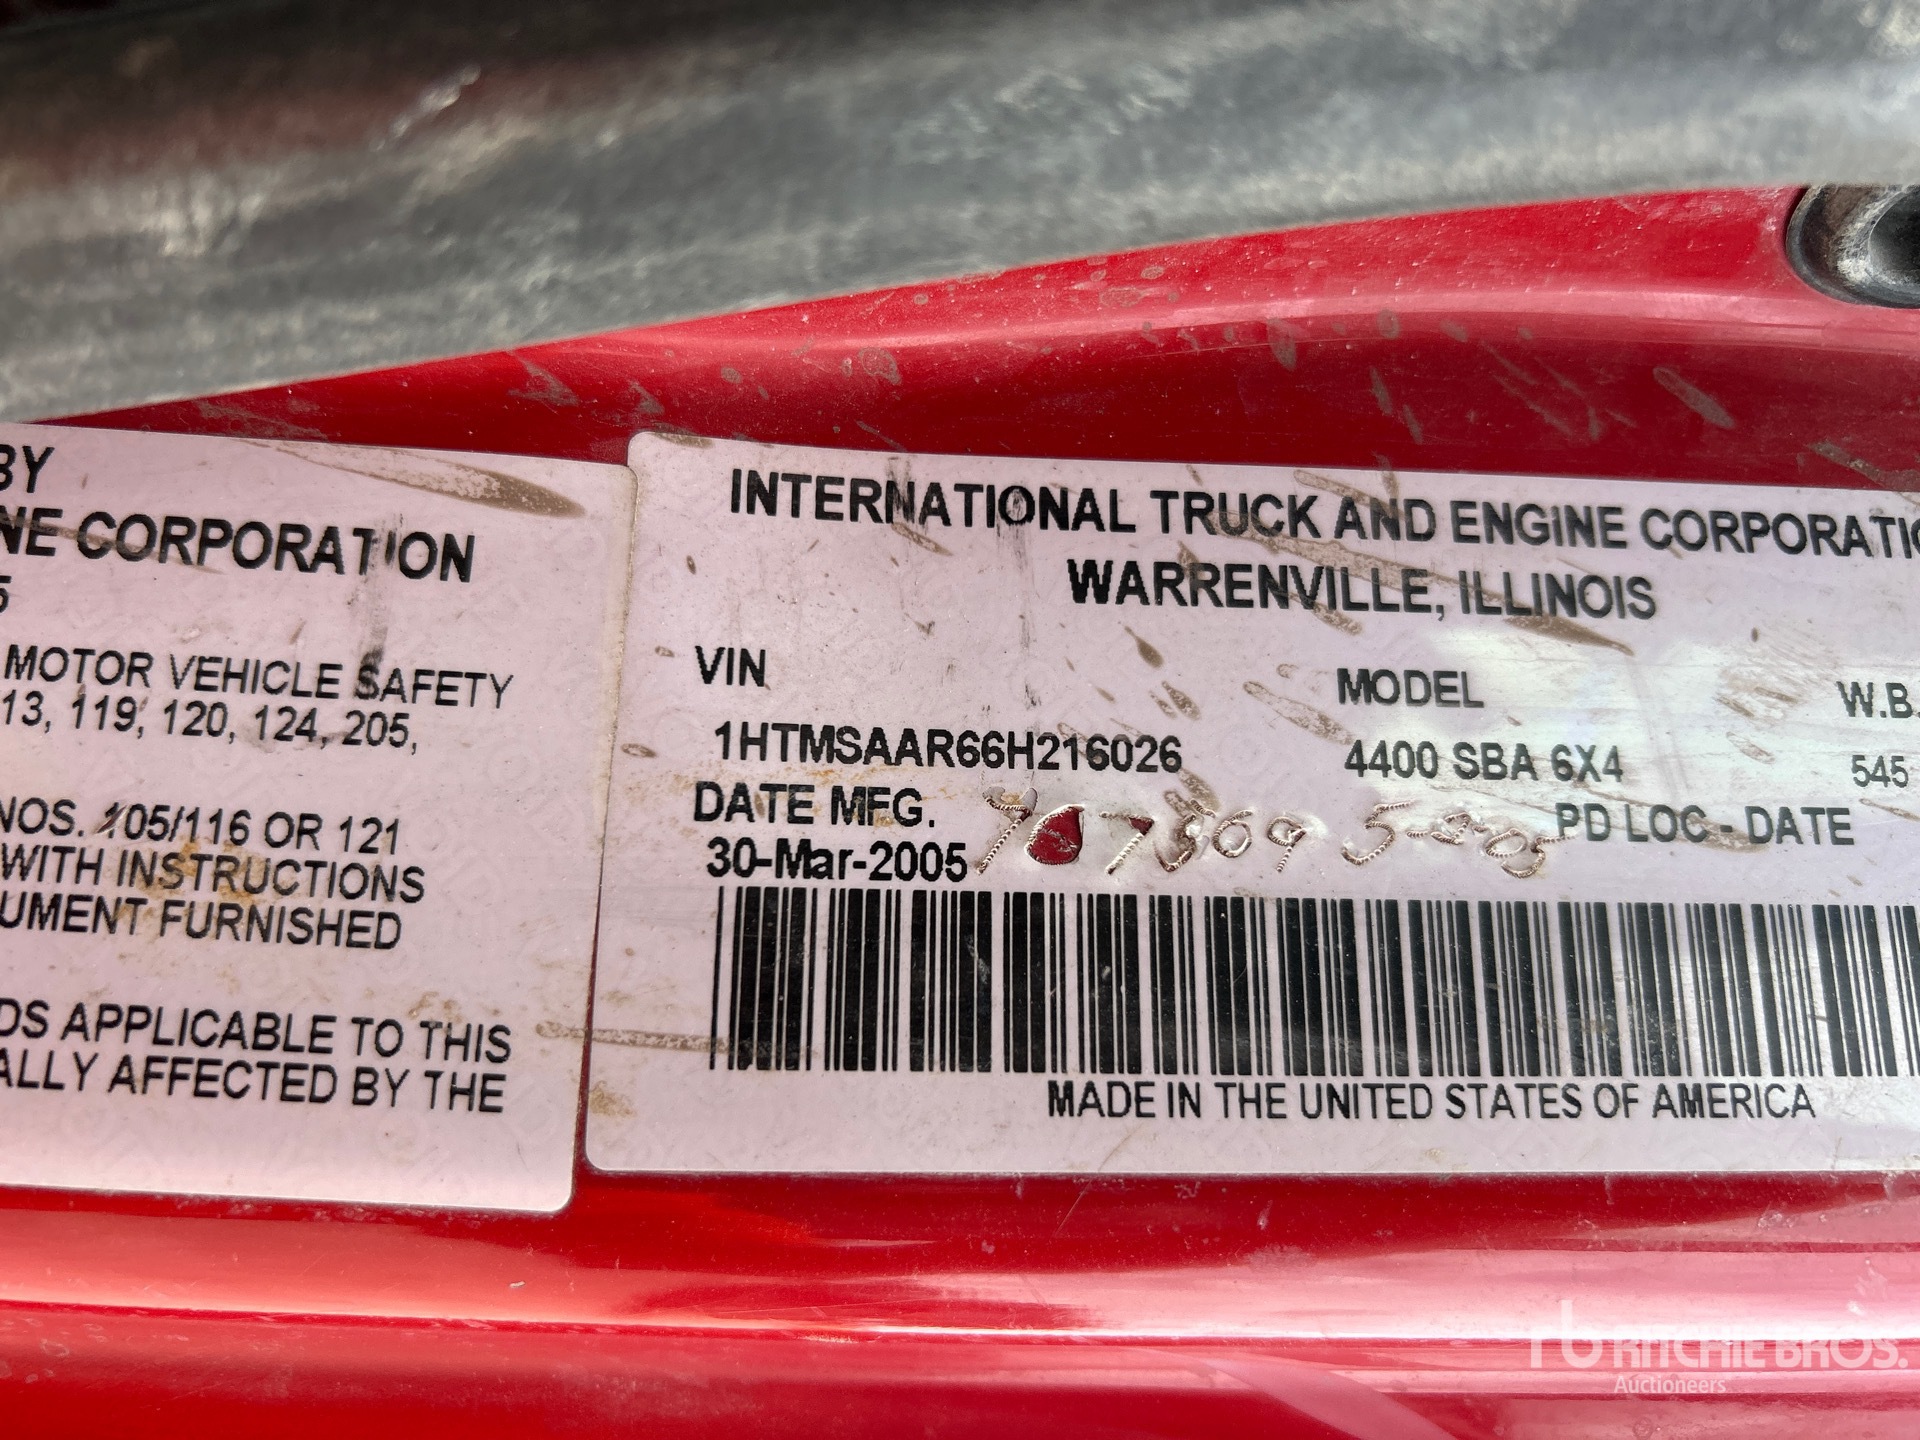 BY
NE CORPORATION
5
MOTOR VEHICLE SAFETY
13, 119, 120, 124, 205,
NOS. 105/116 OR 121
WITH INSTRUCTIONS
UMENT FURNISHED
DS APPLICABLE TO THIS
ALLY AFFECTED BY THE
INTERNATIONAL TRUCK AND ENGINE CORPORATIO
WARRENVILLE, ILLINOIS
VIN MODEL W.B.
1HTMSAAR66H216026 4400 SBA 6X4 545
DATE MFG. PD LOC - DATE
30-Mar-2005
MADE IN THE UNITED STATES OF AMERICA
rb RITCHIE BROS.
Auctioneers